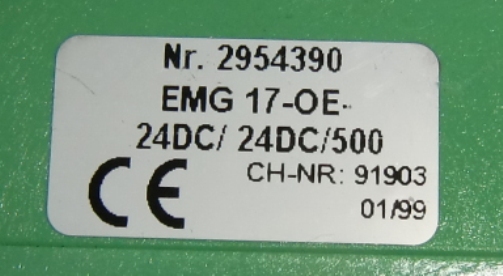 Nr. 2954390
EMG 17-OE-
24DC/ 24DC/500
CE CH-NR: 91903
01/99